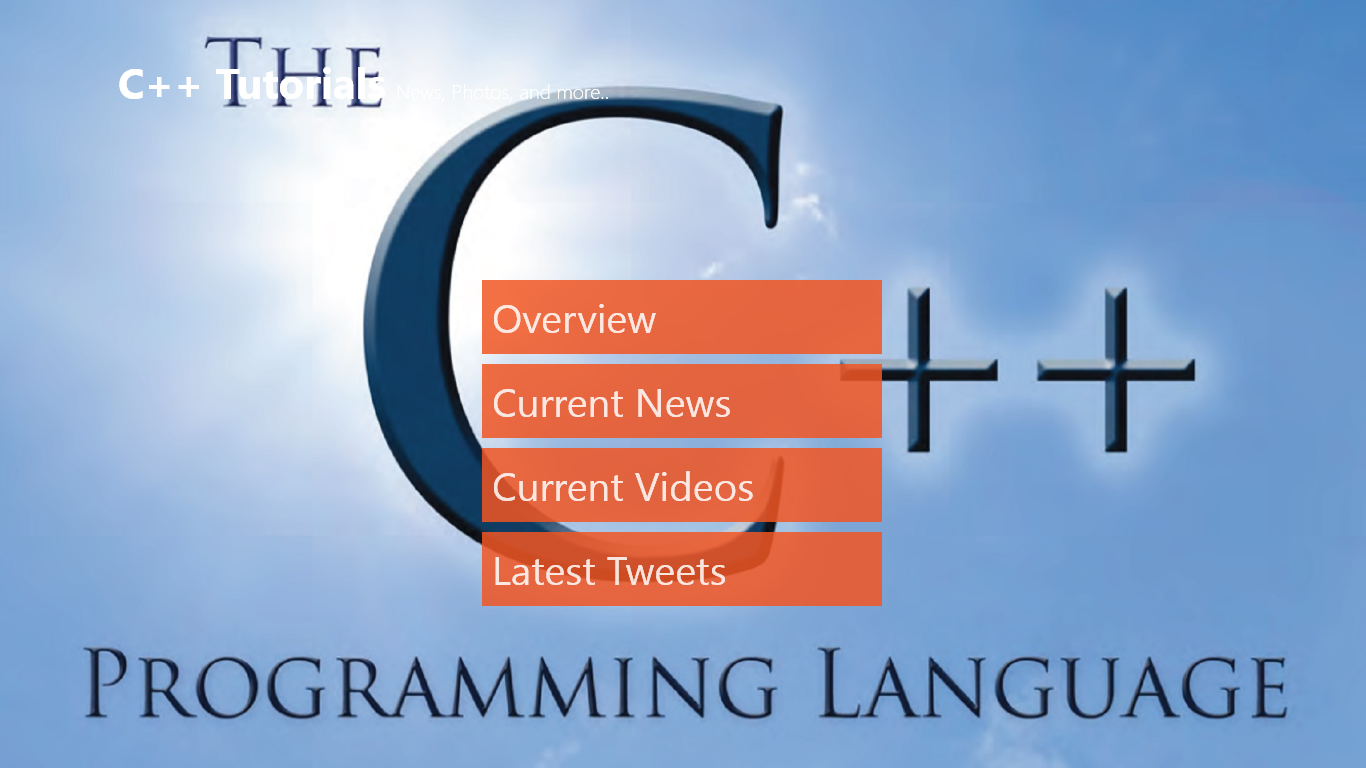 THE
C++ Tutorials News, Photos, and more..
C++
Overview
Current News
Current Videos
Latest Tweets
PROGRAMMING LANGUAGE